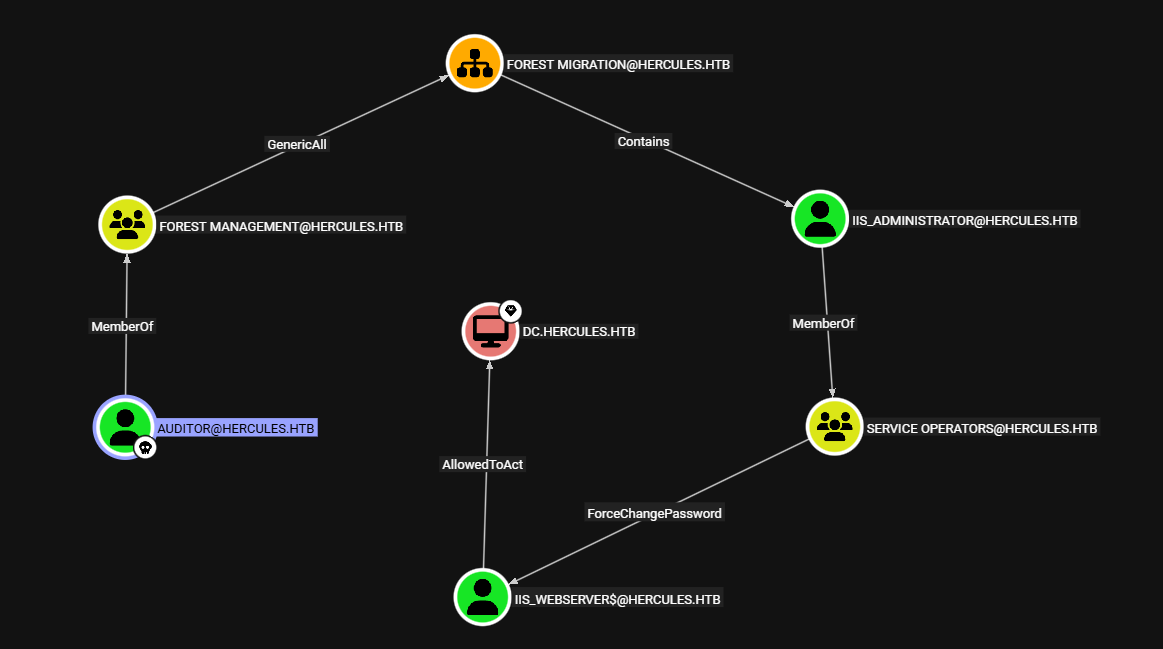 FOREST MIGRATION@HERCULES.HTB
GenericAll
Contains
FOREST MANAGEMENT@HERCULES.HTB
IIS_ADMINISTRATOR@HERCULES.HTB
MemberOf
DC.HERCULES.HTB
MemberOf
AUDITOR@HERCULES.HTB
SERVICE OPERATORS@HERCULES.HTB
AllowedToAct
ForceChangePassword
IIS_WEBSERVER$@HERCULES.HTB